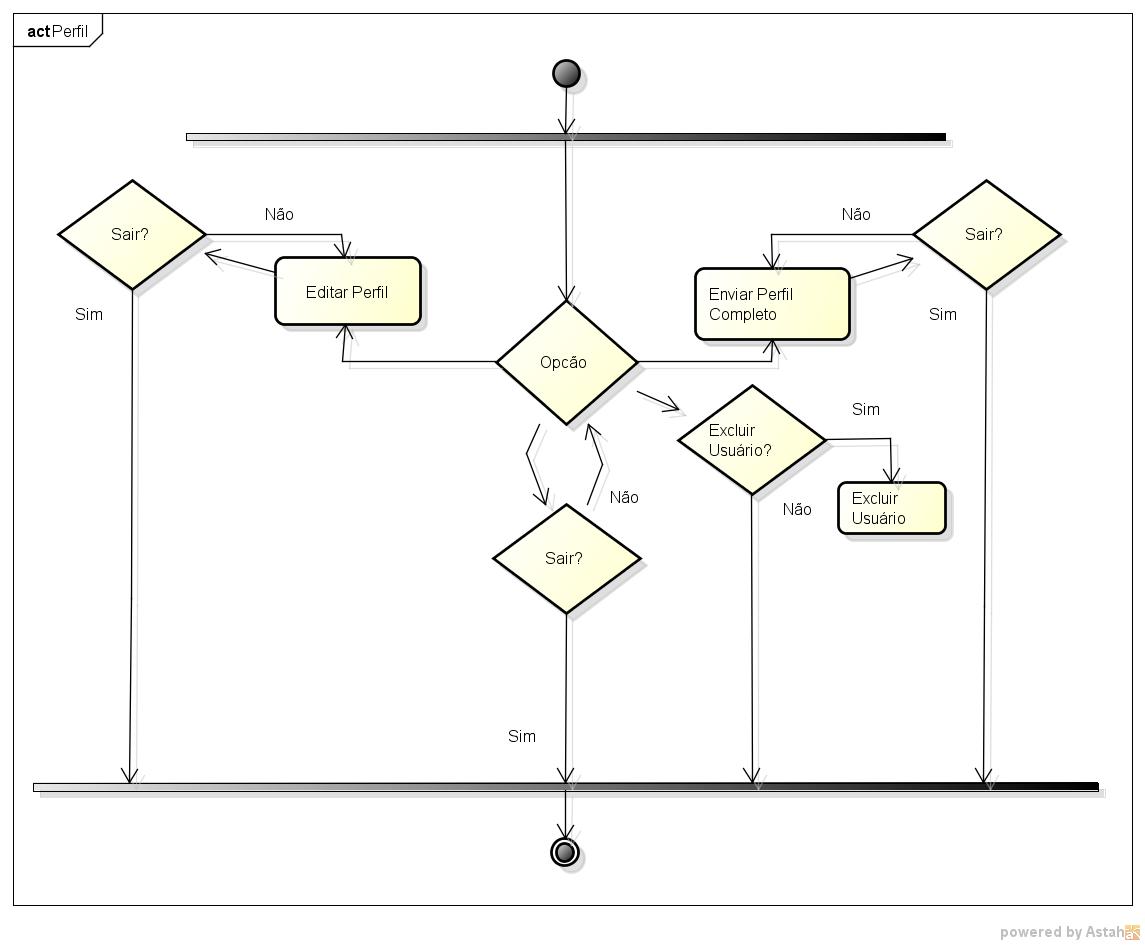 act Perfil
Não
Não
Sair?
Sair?
Editar Perfil
Enviar Perfil
Completo
Sim
Sim
Opcão
Sim
Excluir
Usuário?
Não
Excluir
Usuário
Não
Sair?
Sim
powered by Astah